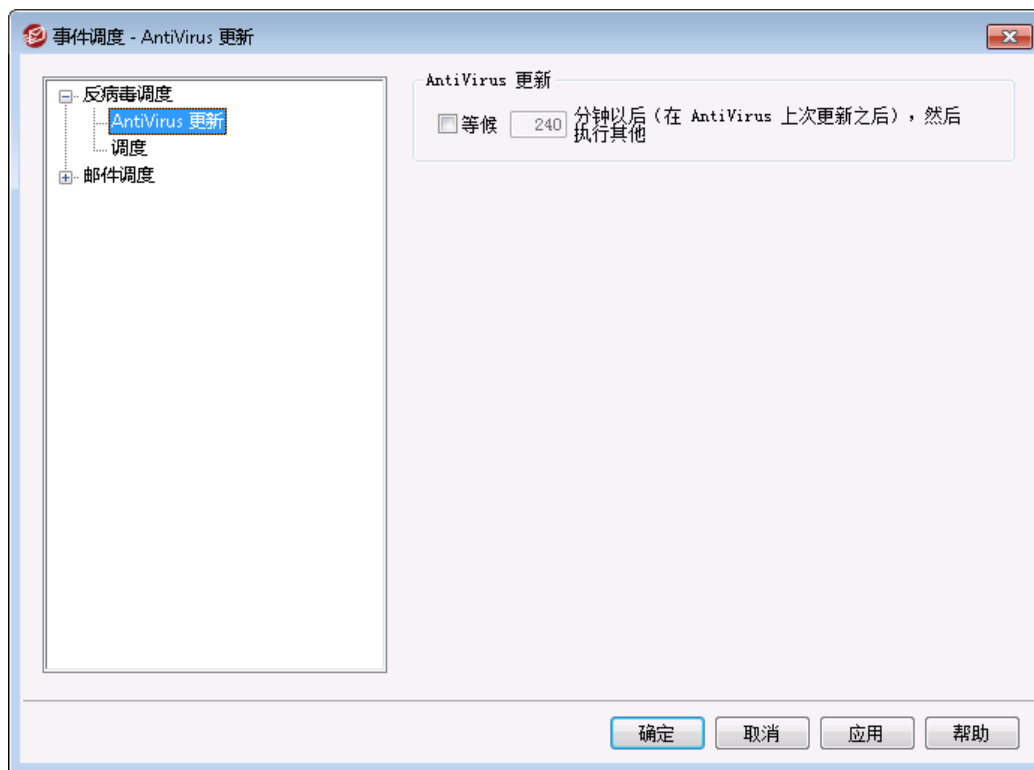 事件调度 - AntiVirus 更新
反病毒调度
AntiVirus 更新
调度
邮件调度
AntiVirus 更新
等候 240 分钟以后（在 AntiVirus 上次更新之后），然后
执行其他
确定 取消 应用 帮助